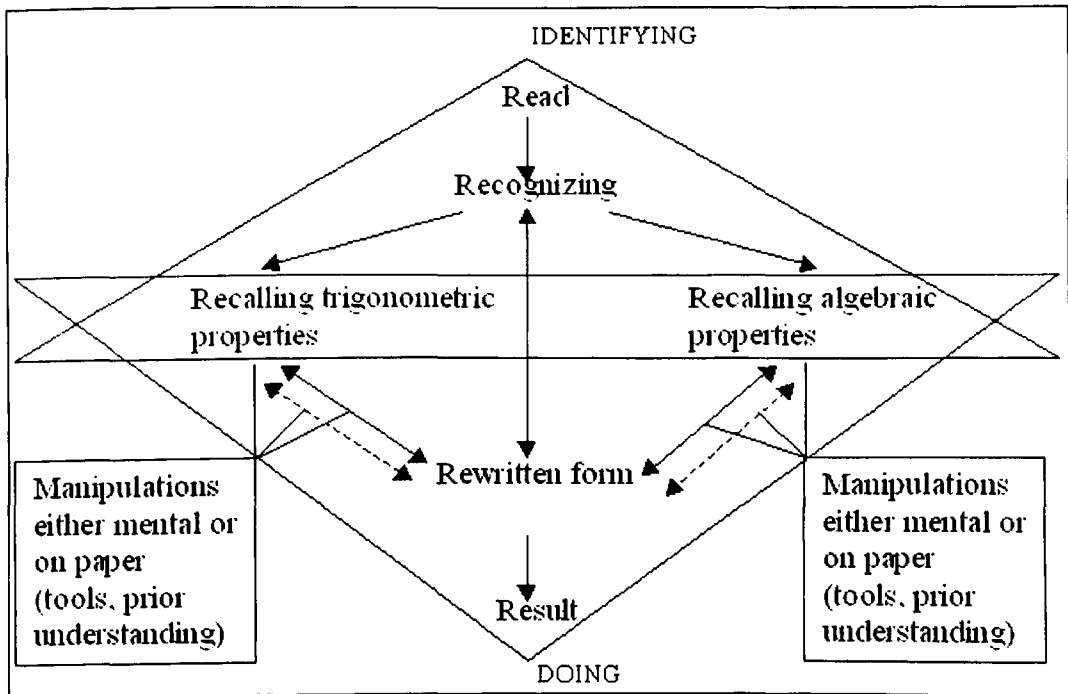 IDENTIFYING
Read
Recognizing
Recalling trigonometric
properties
Recalling algebraic
properties
Rewritten form
Manipulations
either mental or
on paper
(tools, prior
understanding)
Manipulations
either mental or
on paper
(tools, prior
understanding)
Result
DOING